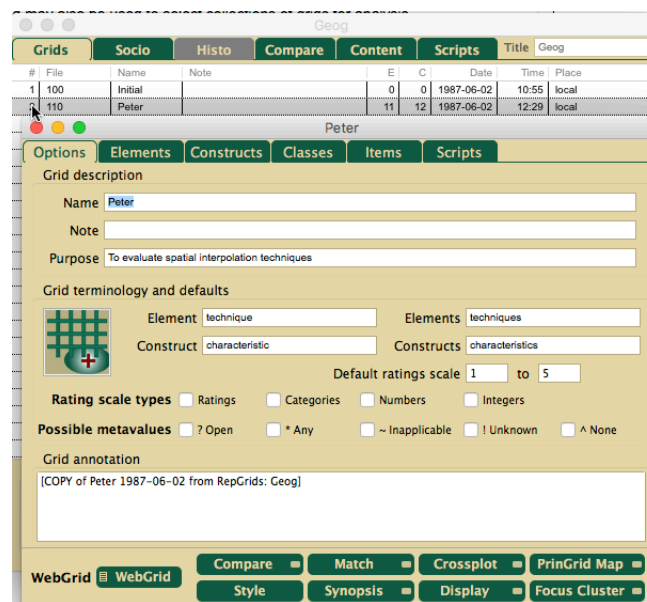 Geog
Grids Socio Histo Compare Content Scripts Title Geog
# File Name Note E C Date Time Place
1 100 Initial 0 0 1987-06-02 10:55 local
110 Peter 11 12 1987-06-02 12:29 local
Peter
Options Elements Constructs Classes Items Scripts
Grid description
Name Peter
Note
Purpose To evaluate spatial interpolation techniques
Grid terminology and defaults
Element technique Elements techniques
Construct characteristic Constructs characteristics
Default ratings scale 1 to 5
Rating scale types Ratings Categories Numbers Integers
Possible metavalues ? Open * Any ~ Inapplicable ! Unknown ^ None
Grid annotation
[COPY of Peter 1987-06-02 from RepGrids: Geog]
WebGrid WebGrid Compare Match Crossplot PrinGrid Map
Style Synopsis Display Focus Cluster